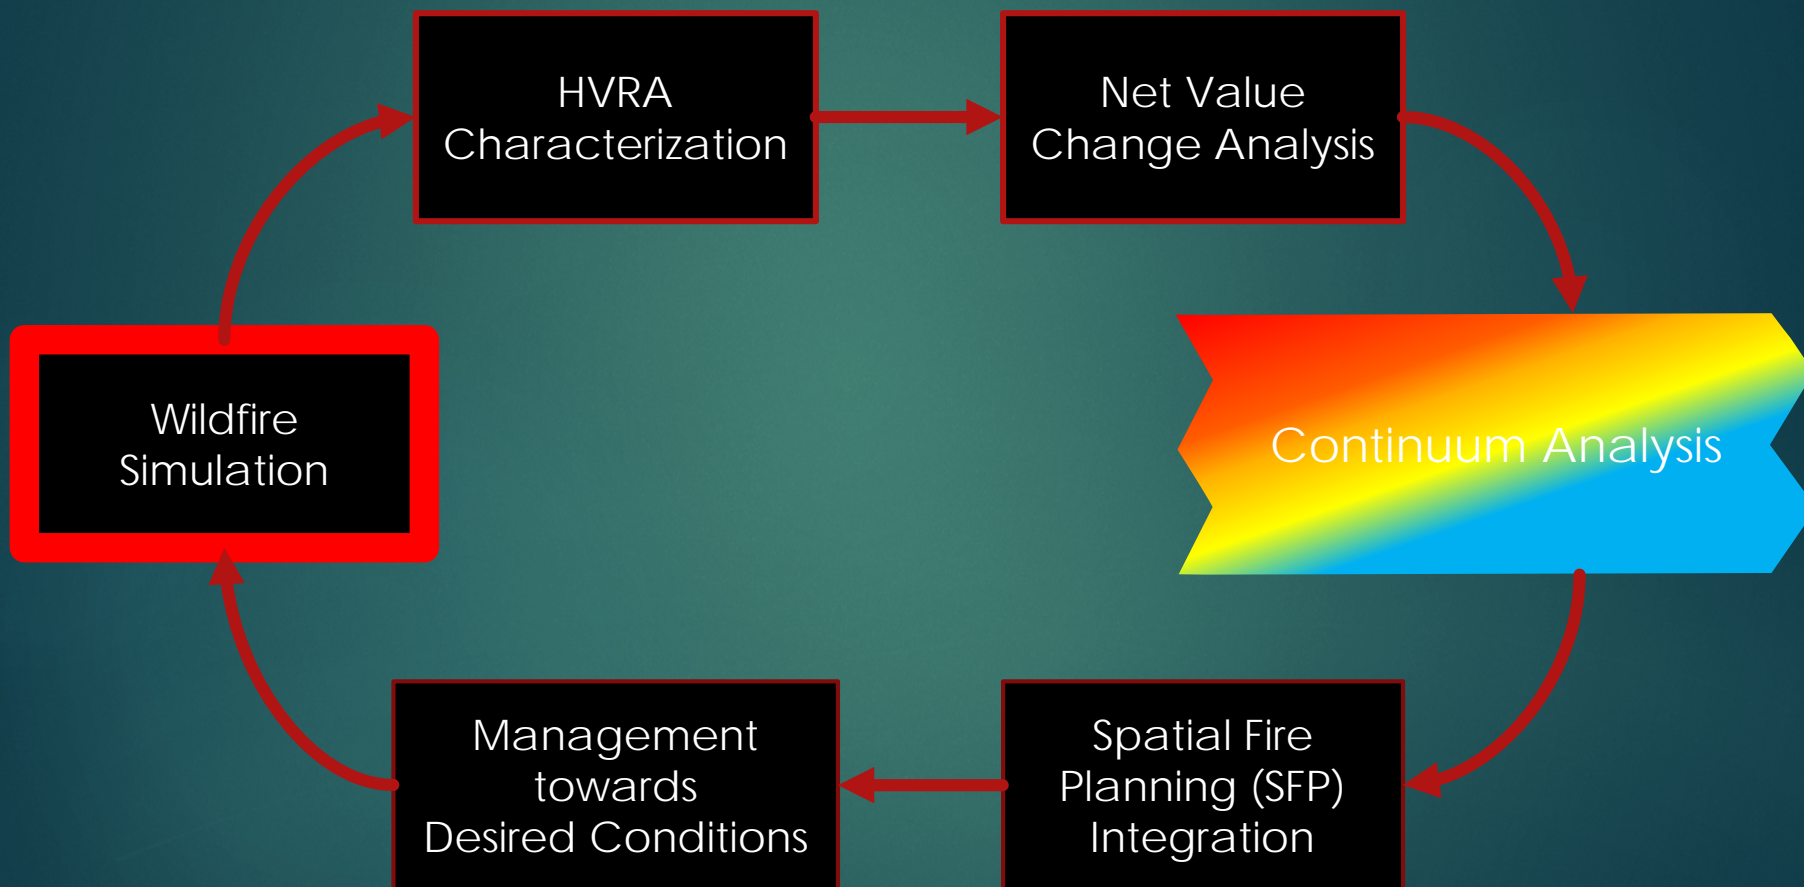 HVRA
Characterization
Net Value
Change Analysis
Wildfire
Simulation
Continuum Analysis
Management
towards
Desired Conditions
Spatial Fire
Planning (SFP)
Integration